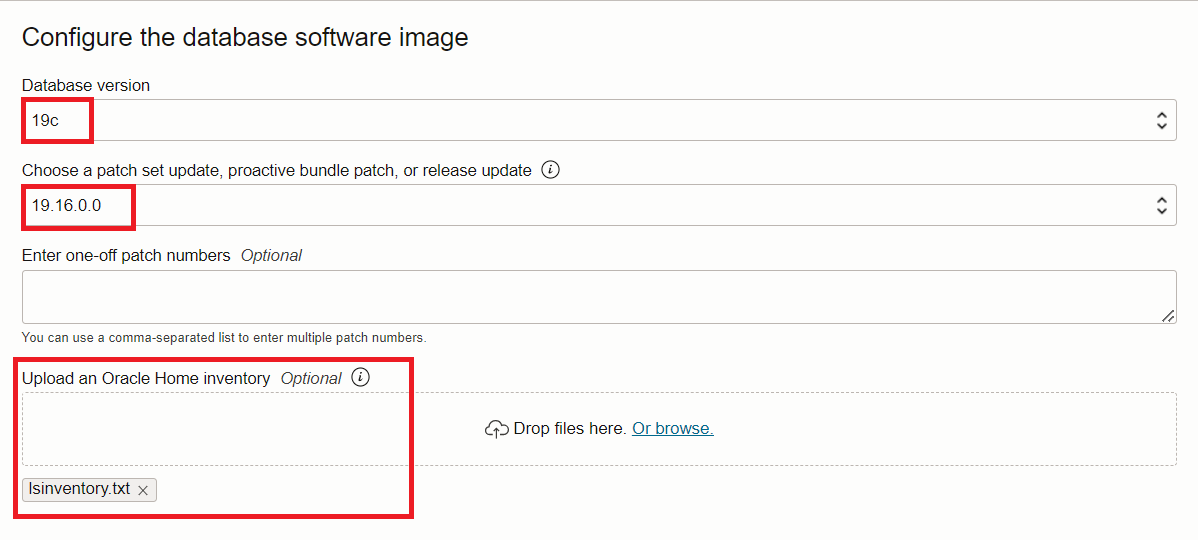 Configure the database software image
Database version
19c
Choose a patch set update, proactive bundle patch, or release update
19.16.0.0
Enter one-off patch numbers Optional
You can use a comma-separated list to enter multiple patch numbers.
Upload an Oracle Home inventory Optional
Drop files here. Or browse.
lsinventory.txt